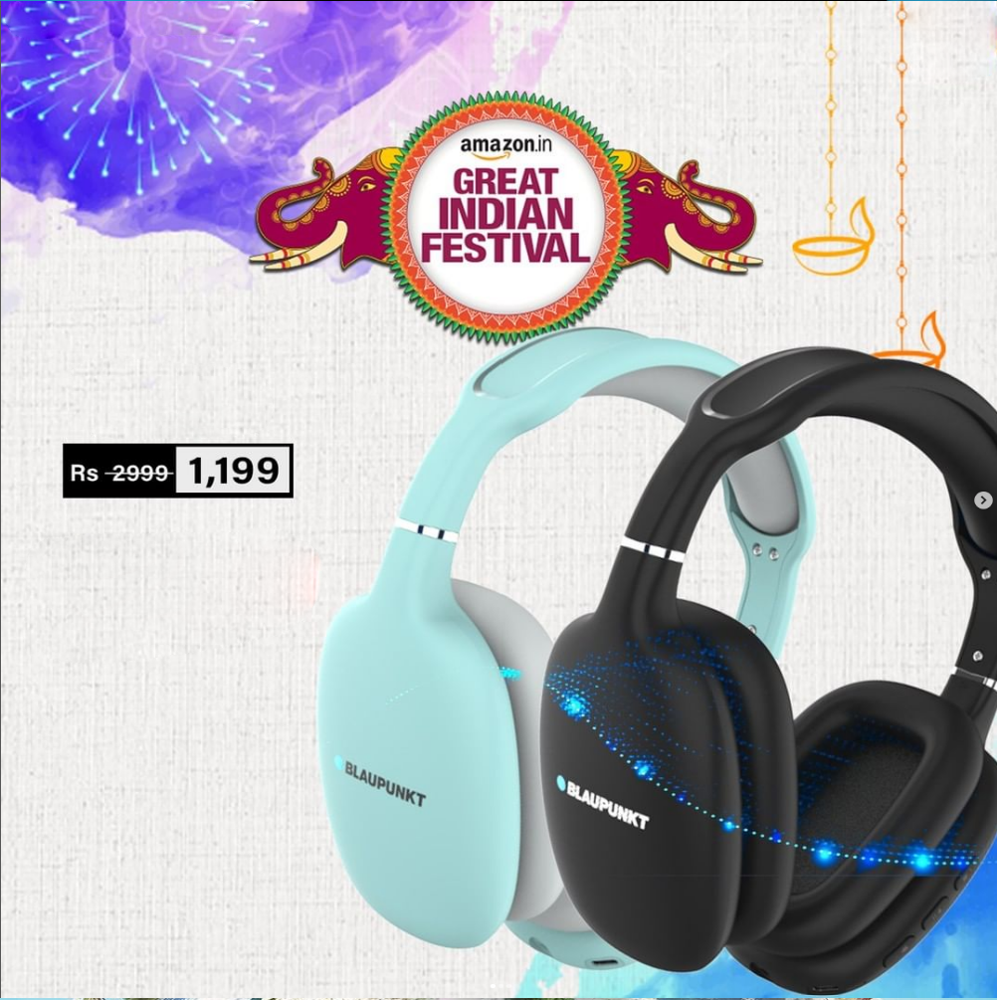 amazon.in
GREAT
INDIAN
FESTIVAL
Rs 2999 1,199
BLAUPUNKT
BLAUPUNKT